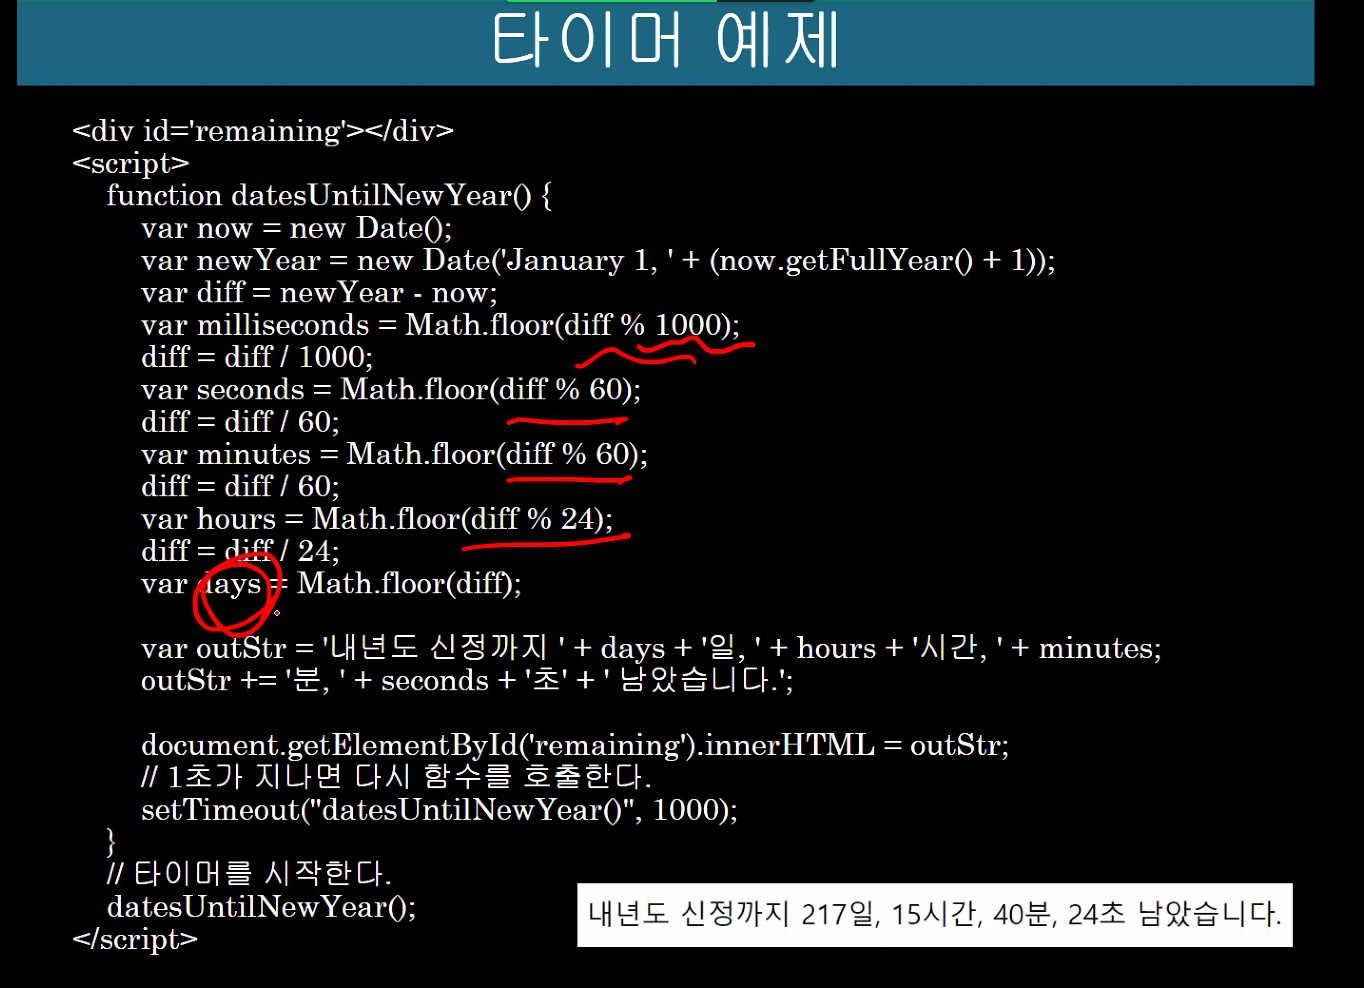 타이머 예제
<div id='remaining'></div>
<script>
function datesUntilNewYear() {
var now = new Date();
var newYear = new Date('January 1, ' + (now.getFullYear() + 1));
var diff = newYear - now;
var milliseconds = Math.floor(diff % 1000);
diff = diff / 1000;
var seconds = Math.floor(diff % 60);
diff = diff / 60;
var minutes = Math.floor(diff % 60);
diff = diff / 60;
var hours = Math.floor(diff % 24);
diff = diff / 24;
var days = Math.floor(diff);
var outStr = '내년도 신정까지 ' + days + '일, ' + hours + '시간, ' + minutes;
outStr += '분, ' + seconds + '초' + ' 남았습니다.';
document.getElementById('remaining').innerHTML = outStr;
// 1초가 지나면 다시 함수를 호출한다.
setTimeout("datesUntilNewYear()", 1000);
}
// 타이머를 시작한다.
datesUntilNewYear();
</script>
내년도 신정까지 217일, 15시간, 40분, 24초 남았습니다.